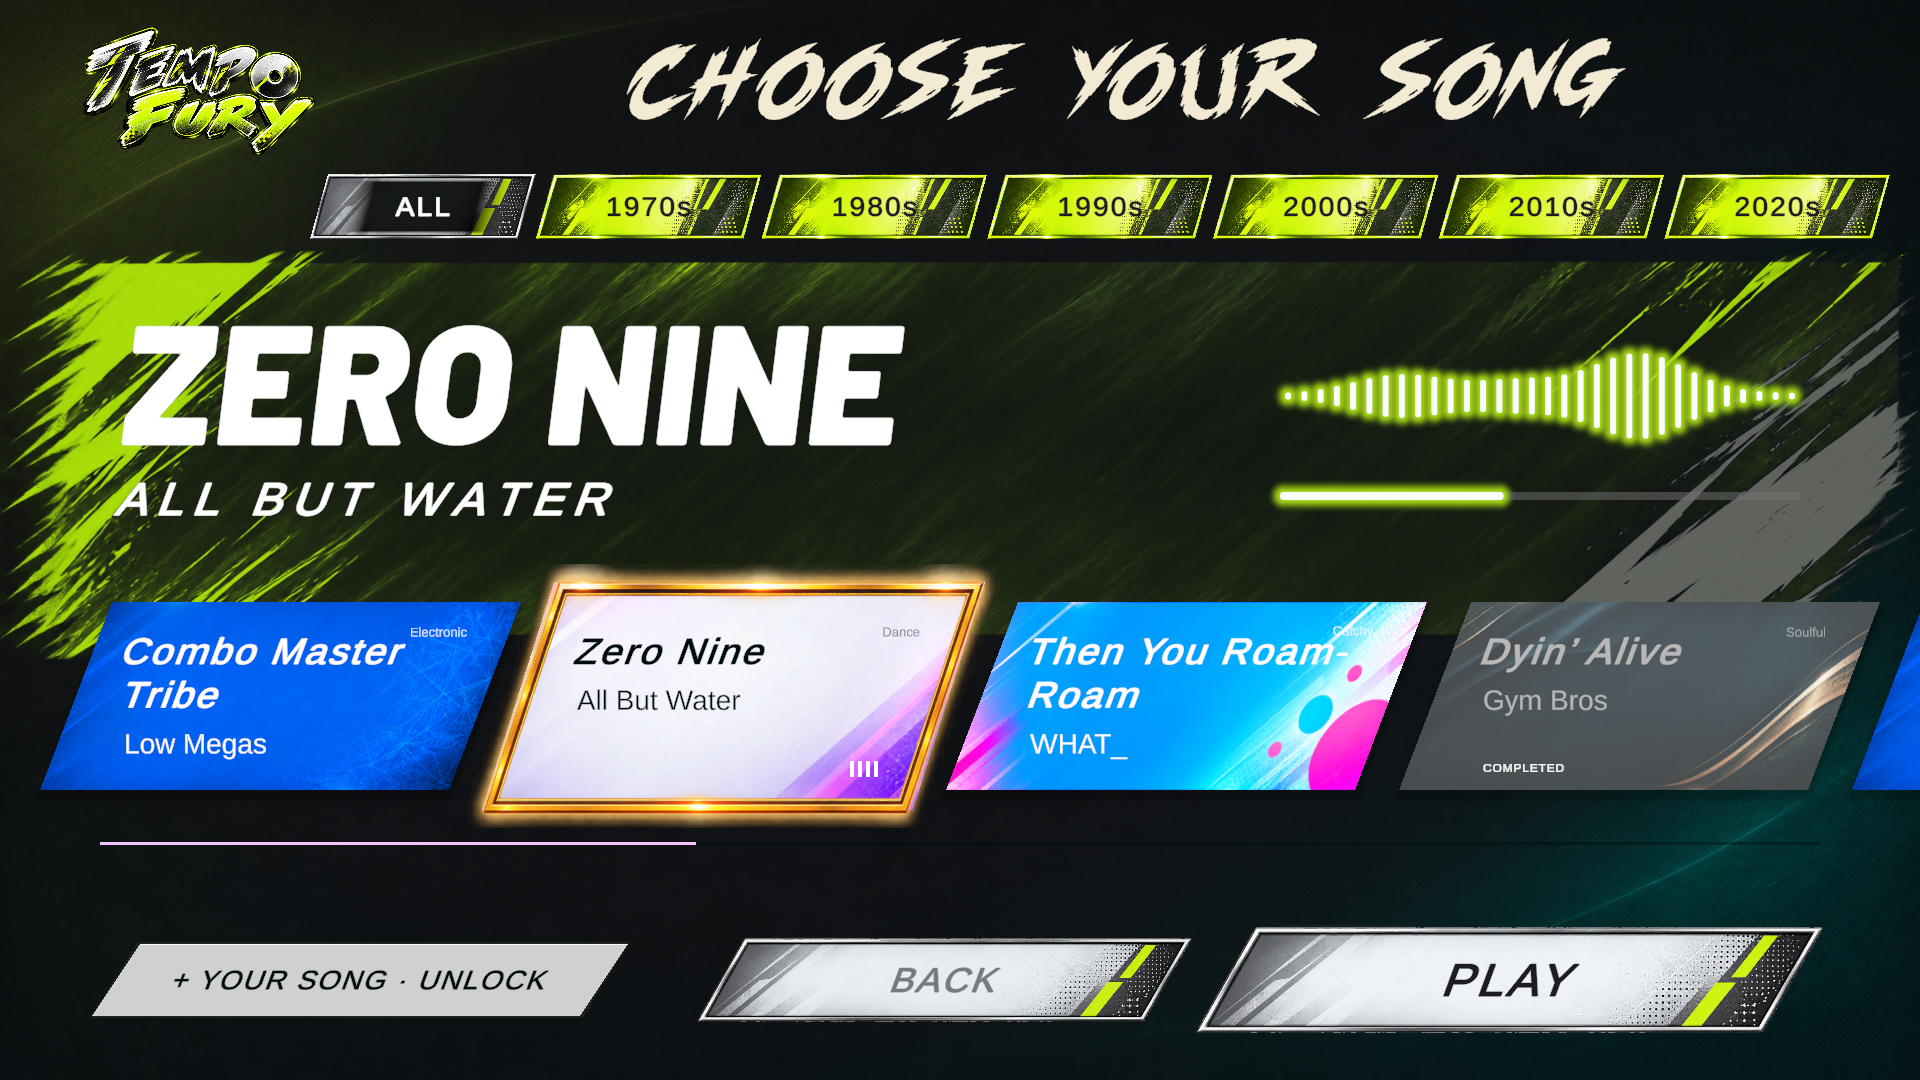 TEMPO
FURY
CHOOSE YOUR SONG
ALL
1970s
1980s
1990s
2000s
2010s
2020s
ZERO NINE
ALL BUT WATER
Electronic
Combo Master
Tribe
Low Megas
Dance
Zero Nine
All But Water
Catchy
Then You Roam-
Roam
WHAT_
Soulful
Dyin’ Alive
Gym Bros
COMPLETED
+ YOUR SONG · UNLOCK
BACK
PLAY